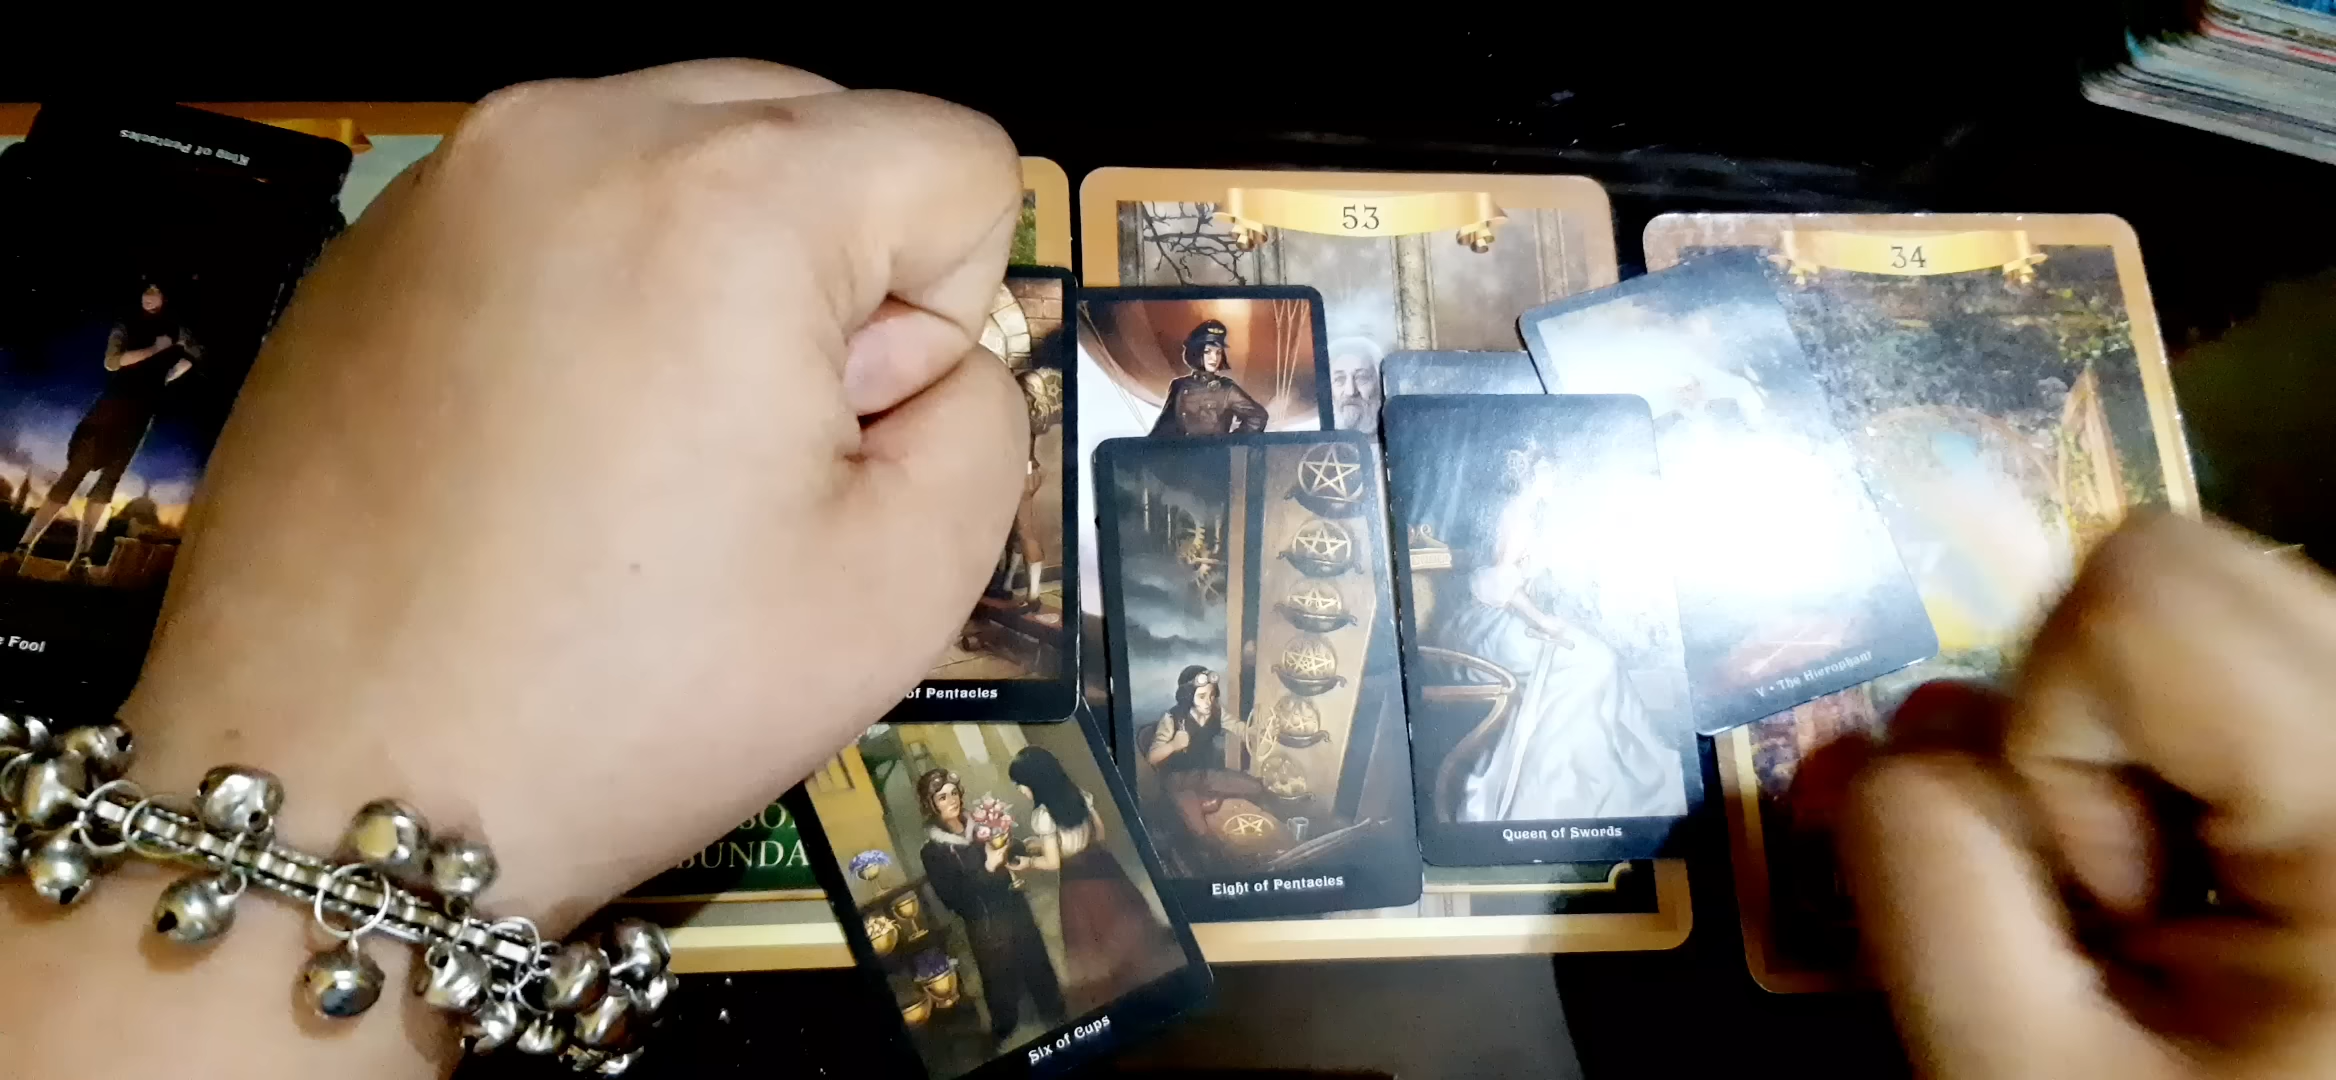 King of Pentacles
53
34
e Fool
of Pentacles
V • The Hierophant
Queen of Swords
Eight of Pentacles
Six of Cups